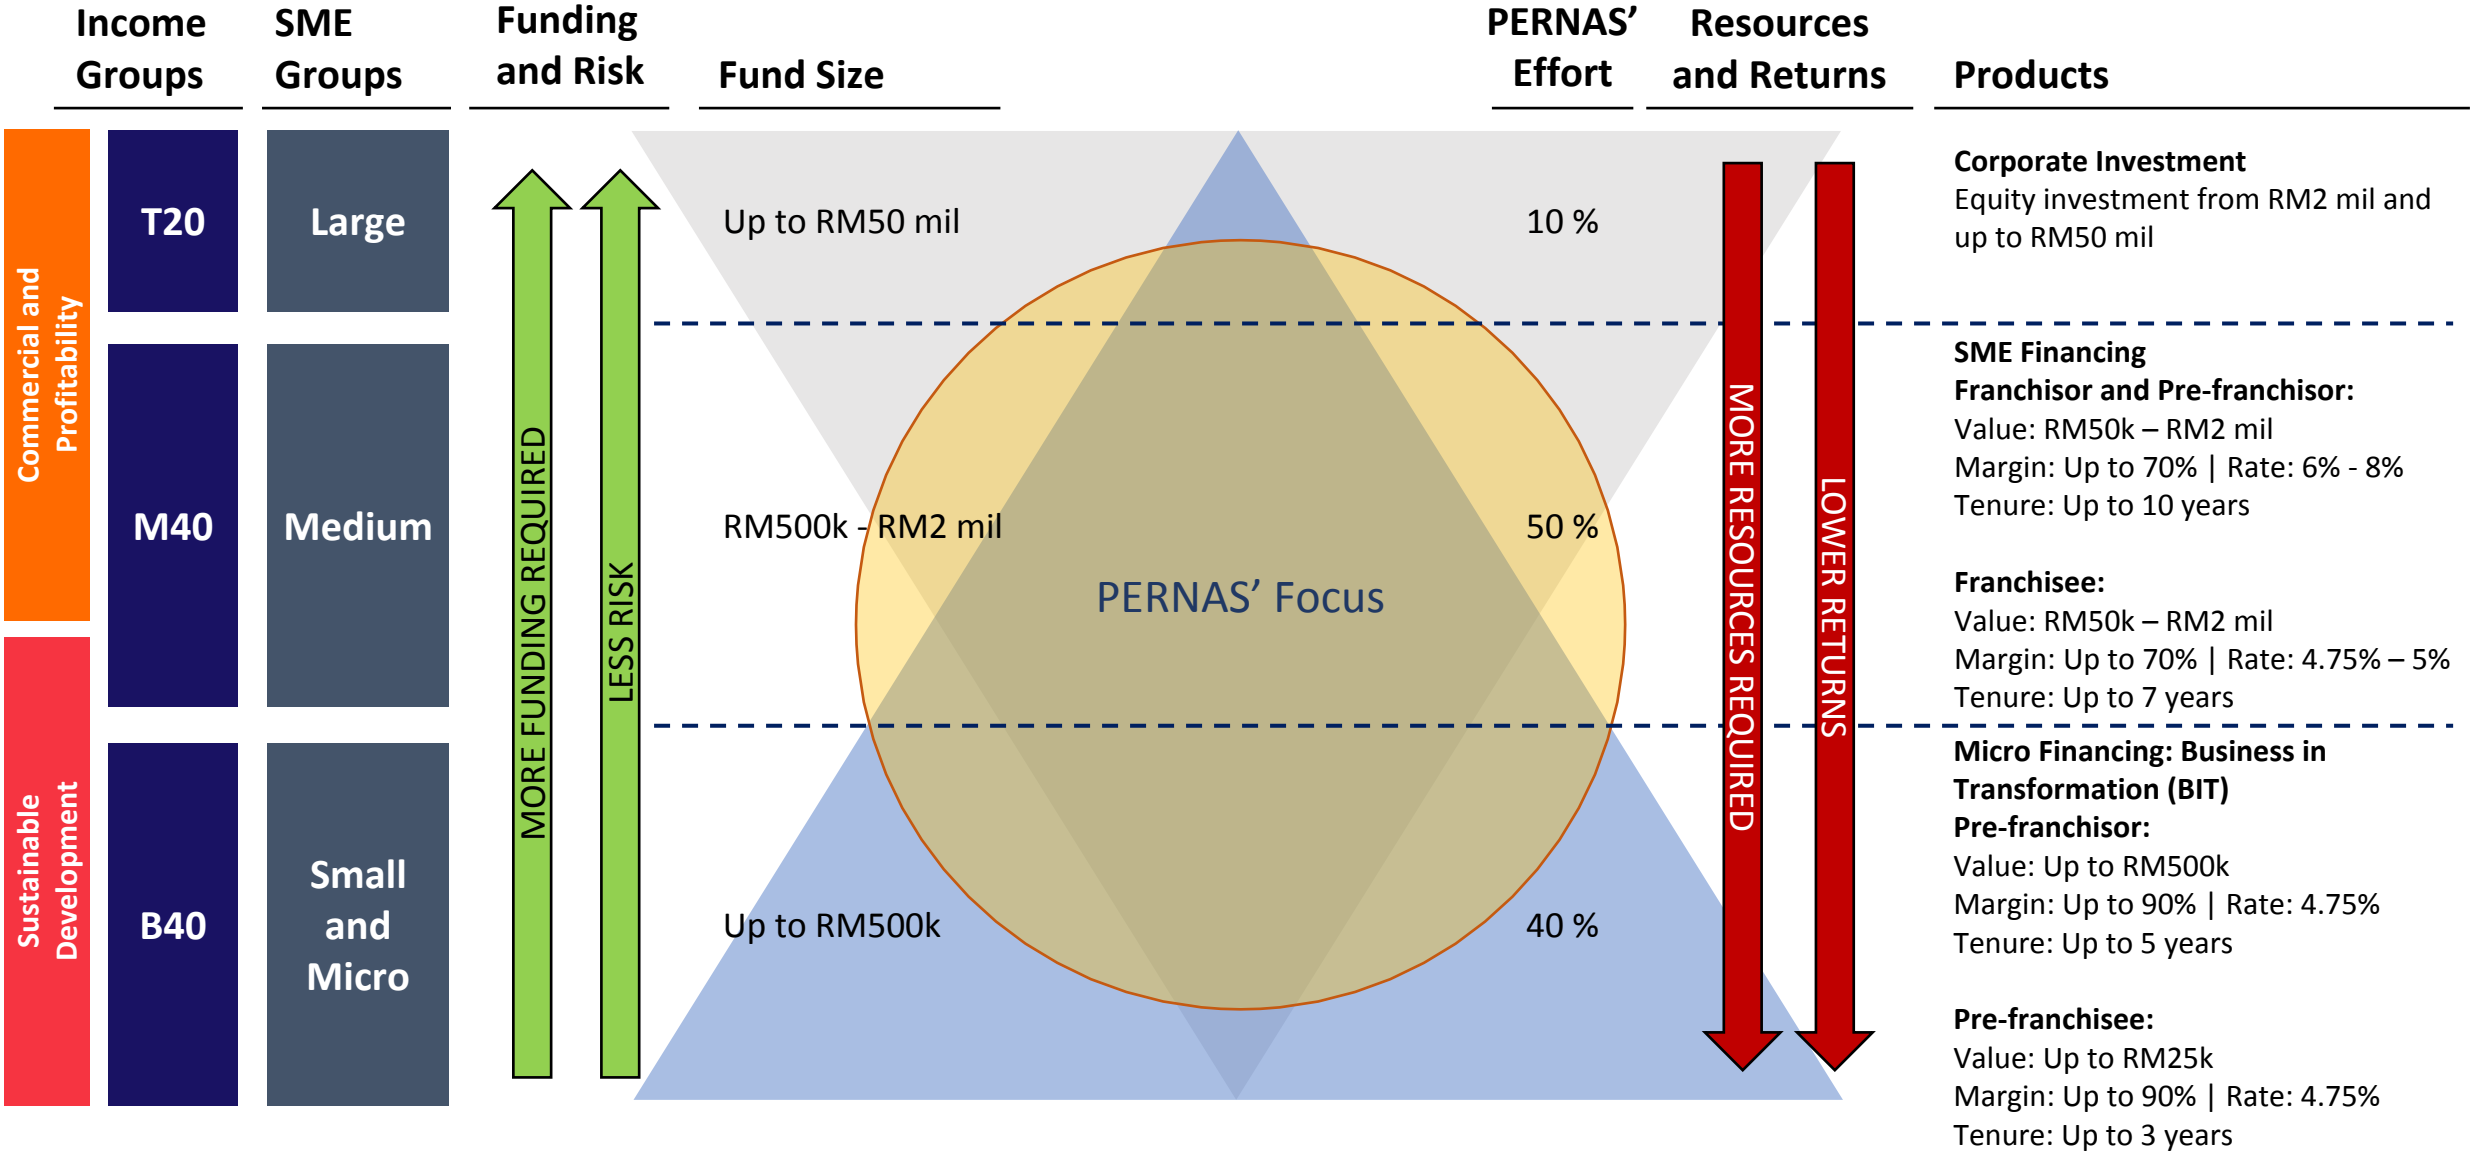 Income
Groups
SME
Groups
Funding
and Risk
Fund Size
PERNAS’
Effort
Resources
and Returns
Products
Commercial and
Profitability
Sustainable
Development
T20
Large
M40
Medium
B40
Small
and
Micro
MORE FUNDING REQUIRED
LESS RISK
Up to RM50 mil
RM500k - RM2 mil
Up to RM500k
PERNAS’ Focus
10 %
50 %
40 %
MORE RESOURCES REQUIRED
LOWER RETURNS
Corporate Investment
Equity investment from RM2 mil and
up to RM50 mil
SME Financing
Franchisor and Pre-franchisor:
Value: RM50k – RM2 mil
Margin: Up to 70% | Rate: 6% - 8%
Tenure: Up to 10 years
Franchisee:
Value: RM50k – RM2 mil
Margin: Up to 70% | Rate: 4.75% – 5%
Tenure: Up to 7 years
Micro Financing: Business in
Transformation (BIT)
Pre-franchisor:
Value: Up to RM500k
Margin: Up to 90% | Rate: 4.75%
Tenure: Up to 5 years
Pre-franchisee:
Value: Up to RM25k
Margin: Up to 90% | Rate: 4.75%
Tenure: Up to 3 years